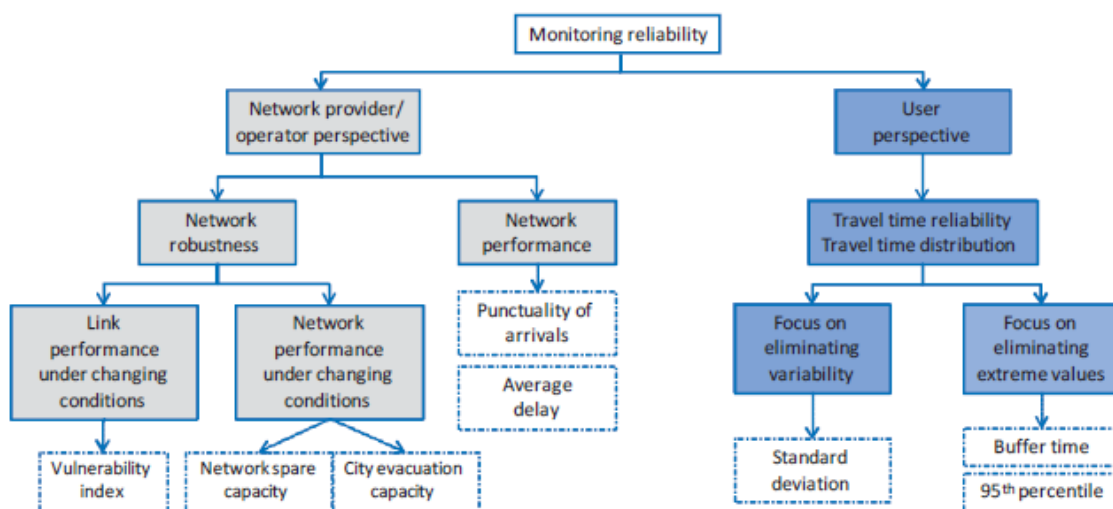 Monitoring reliability
Network provider/
operator perspective
User
perspective
Network
robustness
Network
performance
Travel time reliability
Travel time distribution
Link
performance
under changing
conditions
Network
performance
under changing
conditions
Punctuality of
arrivals
Average
delay
Focus on
eliminating
variability
Focus on
eliminating
extreme values
Vulnerability
index
Network spare
capacity
City evacuation
capacity
Standard
deviation
Buffer time
95th percentile